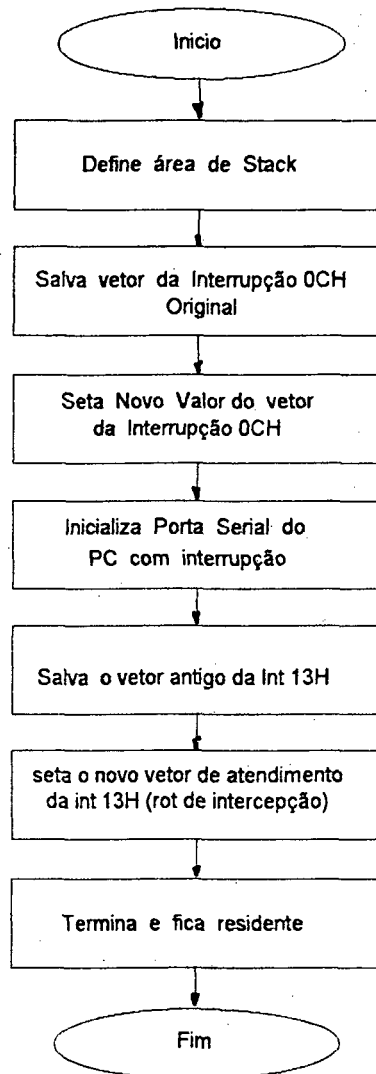 Inicio
Define área de Stack
Salva vetor da Interrupção 0CH
Original
Seta Novo Valor do vetor
da Interrupção 0CH
Inicializa Porta Serial do
PC com interrupção
Salva o vetor antigo da Int 13H
seta o novo vetor de atendimento
da int 13H (rot de intercepção)
Termina e fica residente
Fim